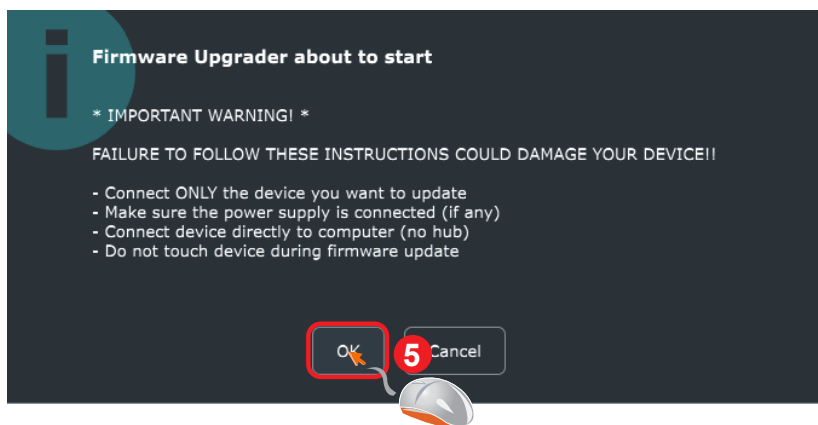 Firmware Upgrader about to start
* IMPORTANT WARNING! *
FAILURE TO FOLLOW THESE INSTRUCTIONS COULD DAMAGE YOUR DEVICE!!
- Connect ONLY the device you want to update
- Make sure the power supply is connected (if any)
- Connect device directly to computer (no hub)
- Do not touch device during firmware update
OK
5
Cancel